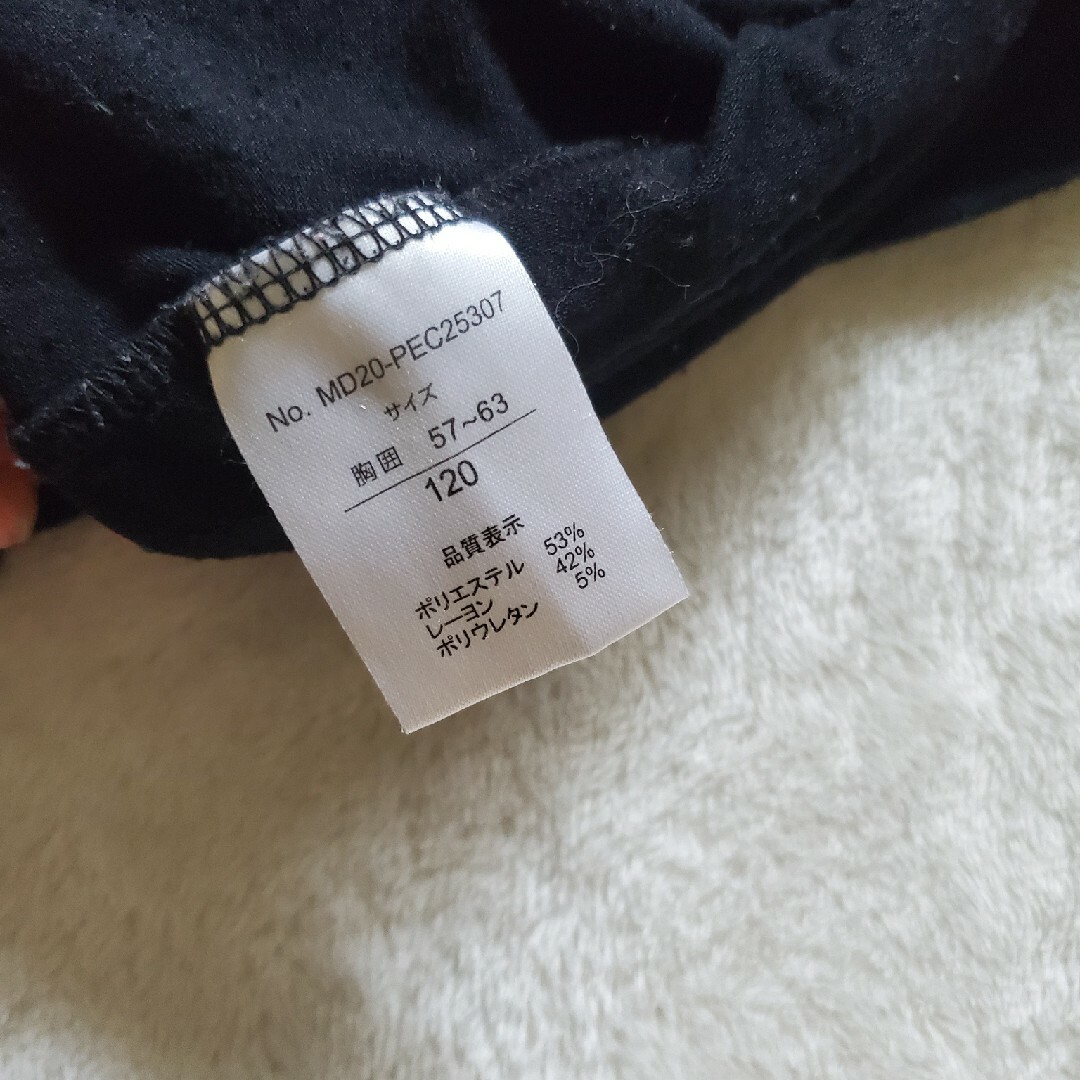 No. MD20-PEC25307
サイズ
胸囲 57~63
120
品質表示
ポリエステル 53%
レーヨン 42%
ポリウレタン 5%